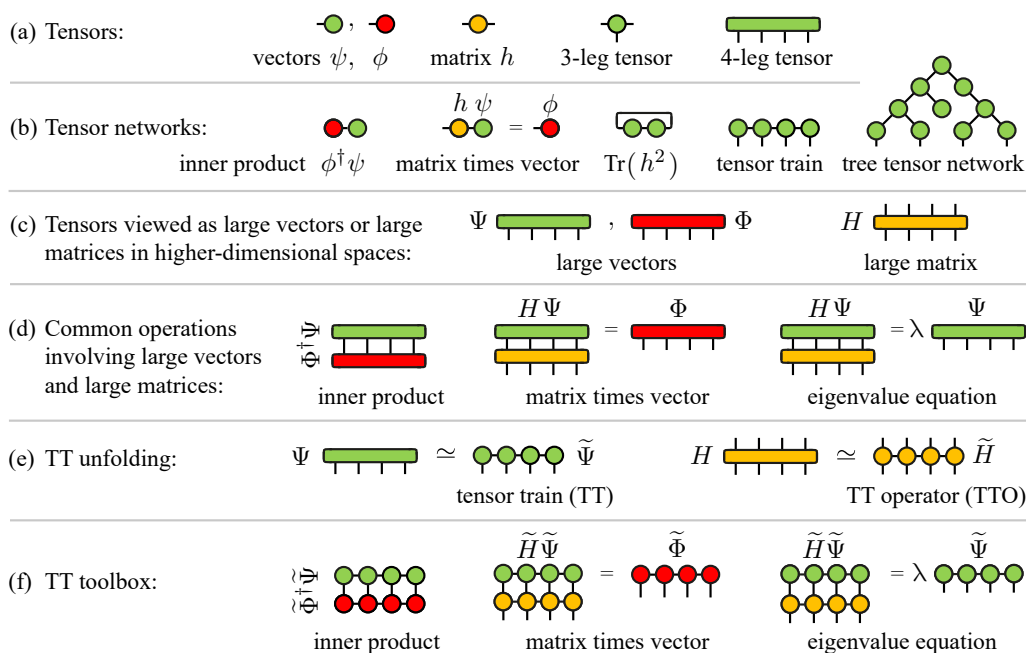 (a) Tensors:
vectors ψ, ϕ
matrix h
3-leg tensor
4-leg tensor
(b) Tensor networks:
h ψ
=
ϕ
inner product ϕ†ψ
matrix times vector
Tr(h²)
tensor train
tree tensor network
(c) Tensors viewed as large vectors or large
matrices in higher-dimensional spaces:
Ψ
,
Φ
large vectors
H
large matrix
(d) Common operations
involving large vectors
and large matrices:
Φ†Ψ
inner product
HΨ
=
Φ
matrix times vector
HΨ
= λ
Ψ
eigenvalue equation
(e) TT unfolding:
Ψ
≃
Ψ̃
tensor train (TT)
H
≃
H̃
TT operator (TTO)
(f) TT toolbox:
Φ̃†Ψ̃
inner product
H̃Ψ̃
=
Φ̃
matrix times vector
H̃Ψ̃
= λ
Ψ̃
eigenvalue equation